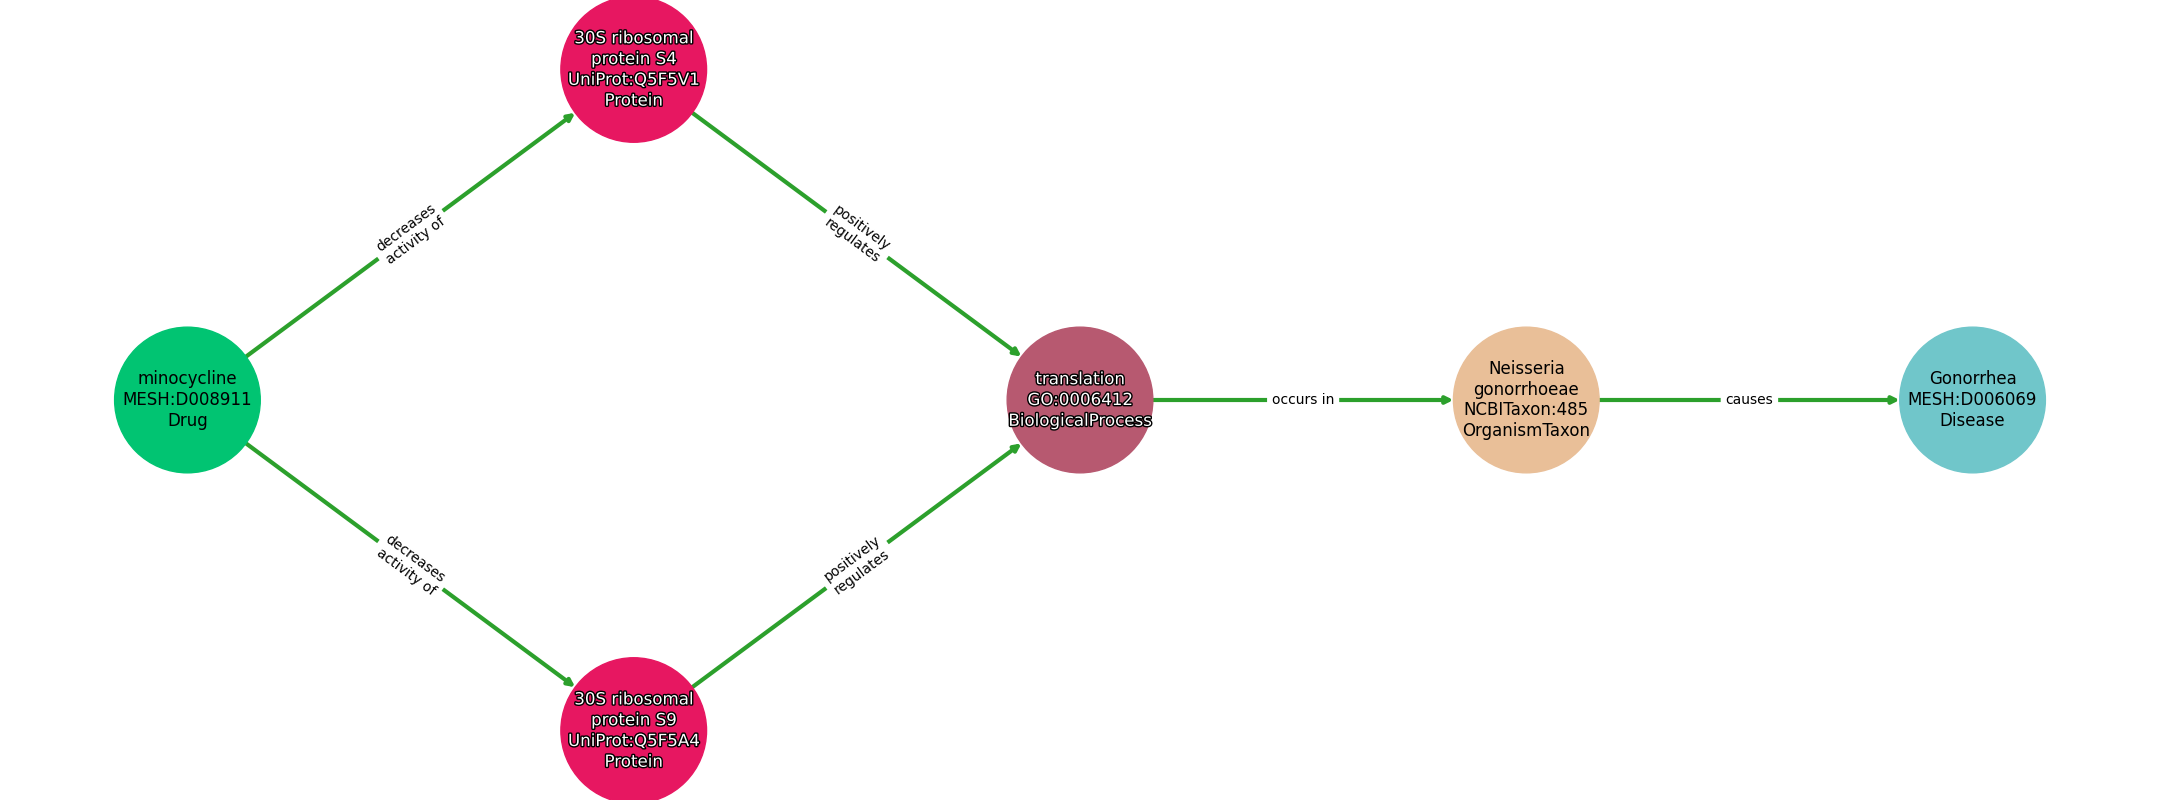 30S ribosomal
protein S4
UniProt:Q5F5V1
Protein
decreases
activity of
positively
regulates
minocycline
MESH:D008911
Drug
translation
GO:0006412
BiologicalProcess
occurs in
Neisseria
gonorrhoeae
NCBITaxon:485
OrganismTaxon
causes
Gonorrhea
MESH:D006069
Disease
decreases
activity of
positively
regulates
30S ribosomal
protein S9
UniProt:Q5F5A4
Protein